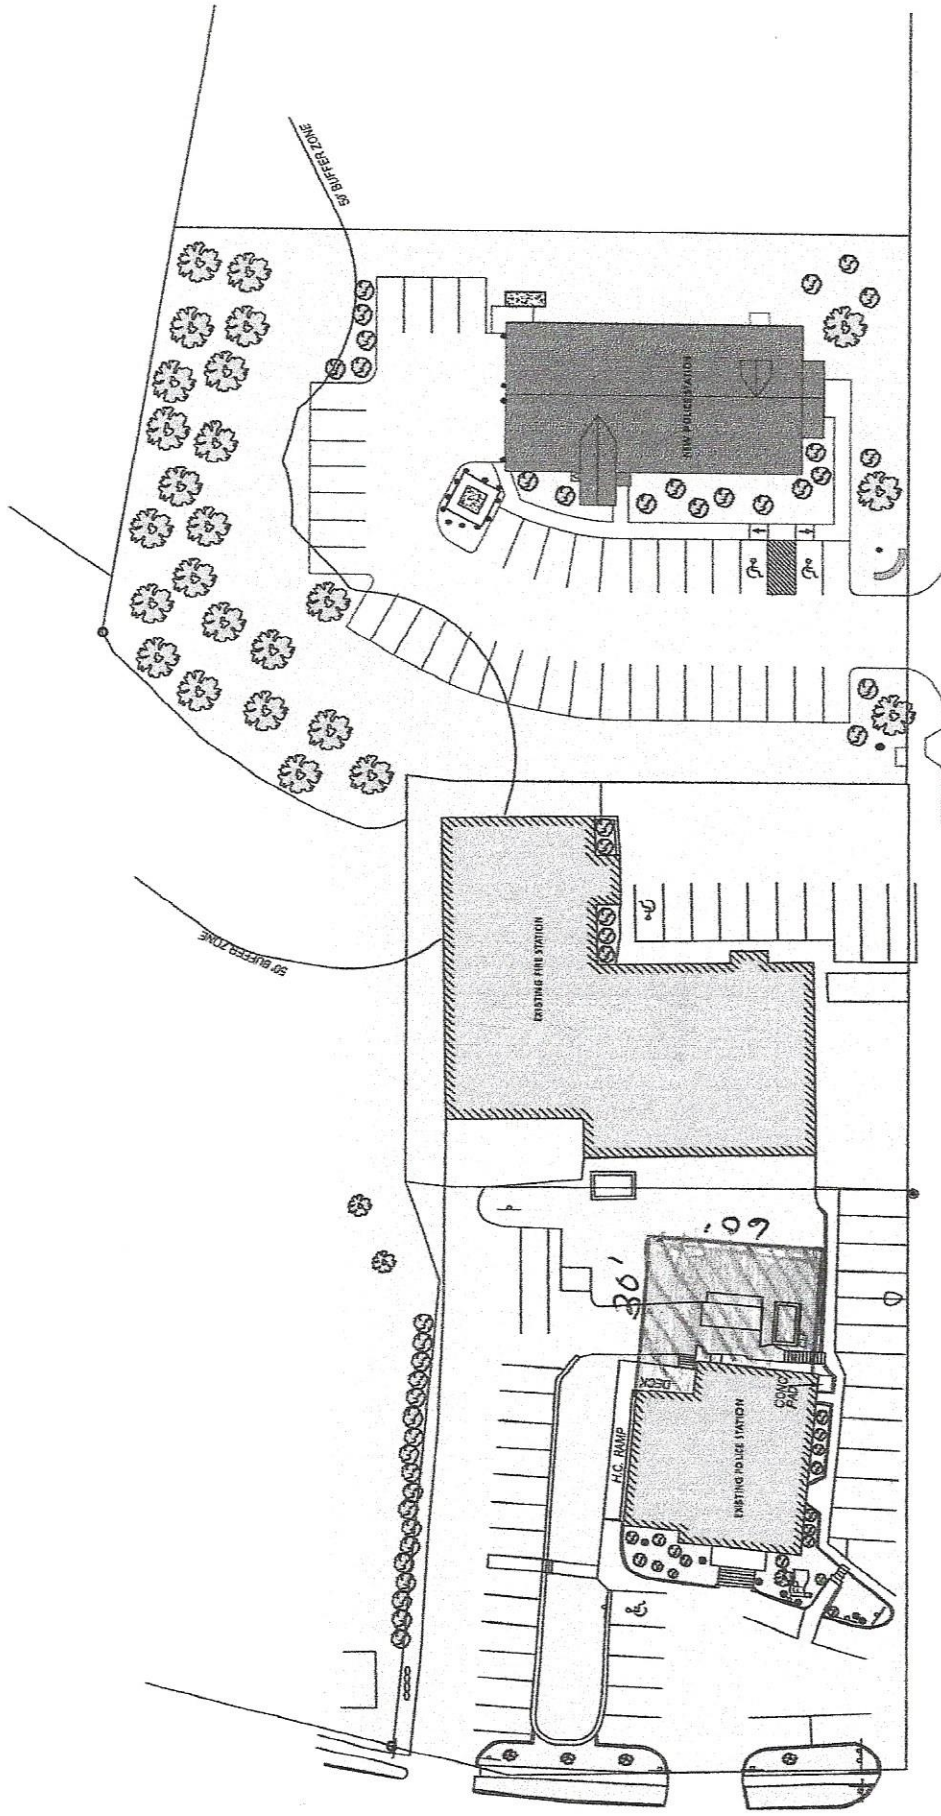 50' BUFFER ZONE
NEW POLICE STATION
50' BUFFER ZONE
EXISTING FIRE STATION
60'
30'
DECK
CONC.
PAD
H.C. RAMP
EXISTING POLICE STATION